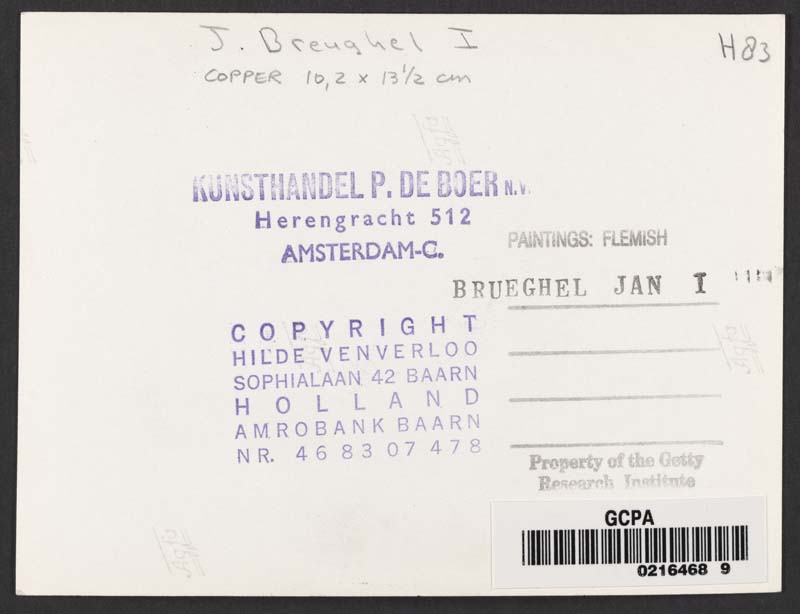 J. Breughel I
H83
COPPER 10,2 x 13 1/2 cm
KUNSTHANDEL P. DE BOER N.V.
Herengracht 512
AMSTERDAM-C.
PAINTINGS: FLEMISH
BRUEGHEL JAN I
COPYRIGHT
HILDE VENVERLOO
SOPHIALAAN 42 BAARN
HOLLAND
AMROBANK BAARN
NR. 46 83 07 478
Property of the Getty
Research Institute
GCPA
0216468 9
Agfa
Agfa
Agfa
Agfa